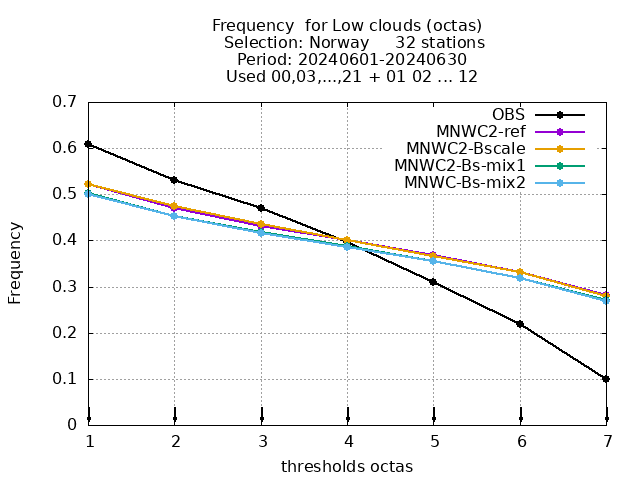 Frequency  for Low clouds (octas)
Selection: Norway     32 stations
Period: 20240601-20240630
Used 00,03,...,21 + 01 02 ... 12
OBS
MNWC2-ref
MNWC2-Bscale
MNWC2-Bs-mix1
MNWC-Bs-mix2
0.7
0.6
0.5
0.4
0.3
0.2
0.1
0
Frequency
1 2 3 4 5 6 7
thresholds octas